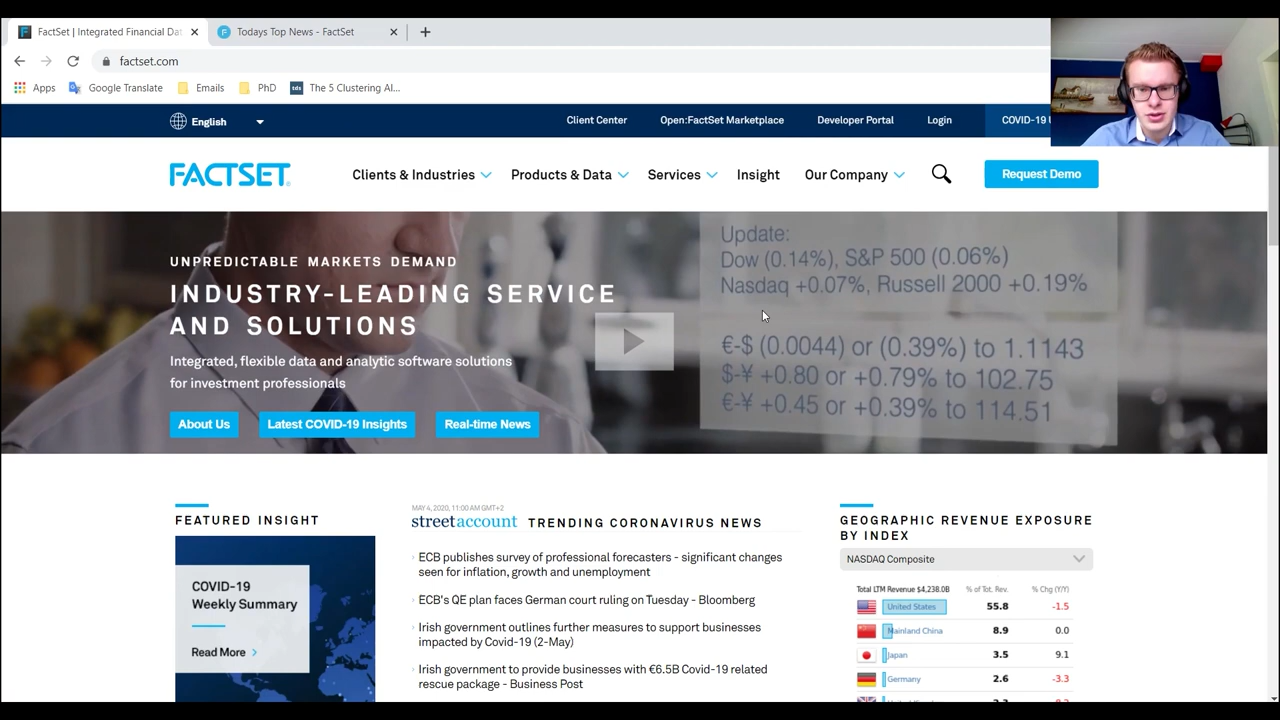 FactSet | Integrated Financial Da
Todays Top News - FactSet
factset.com
Apps
Google Translate
Emails
PhD
tds
The 5 Clustering Al...
English
Client Center
Open:FactSet Marketplace
Developer Portal
Login
COVID-19
FACTSET
Clients & Industries
Products & Data
Services
Insight
Our Company
Request Demo
UNPREDICTABLE MARKETS DEMAND
INDUSTRY-LEADING SERVICE
AND SOLUTIONS
Integrated, flexible data and analytic software solutions
for investment professionals
About Us
Latest COVID-19 Insights
Real-time News
Update:
Dow (0.14%), S&P 500 (0.06%)
Nasdaq +0.07%, Russell 2000 +0.19%
€-$ (0.0044) or (0.39%) to 1.1143
$-¥ +0.80 or +0.79% to 102.75
€-¥ +0.45 or +0.39% to 114.51
FEATURED INSIGHT
COVID-19
Weekly Summary
Read More
MAY 4, 2020, 11:00 AM GMT+2
streetaccount TRENDING CORONAVIRUS NEWS
ECB publishes survey of professional forecasters - significant changes
seen for inflation, growth and unemployment
ECB's QE plan faces German court ruling on Tuesday - Bloomberg
Irish government outlines further measures to support businesses
impacted by Covid-19 (2-May)
Irish government to provide businesses with €6.5B Covid-19 related
rescue package - Business Post
GEOGRAPHIC REVENUE EXPOSURE
BY INDEX
NASDAQ Composite
Total LTM Revenue $4,238.0B % of Tot. Rev. % Chg (Y/Y)
United States 55.8 -1.5
Mainland China 8.9 0.0
Japan 3.5 9.1
Germany 2.6 -3.3